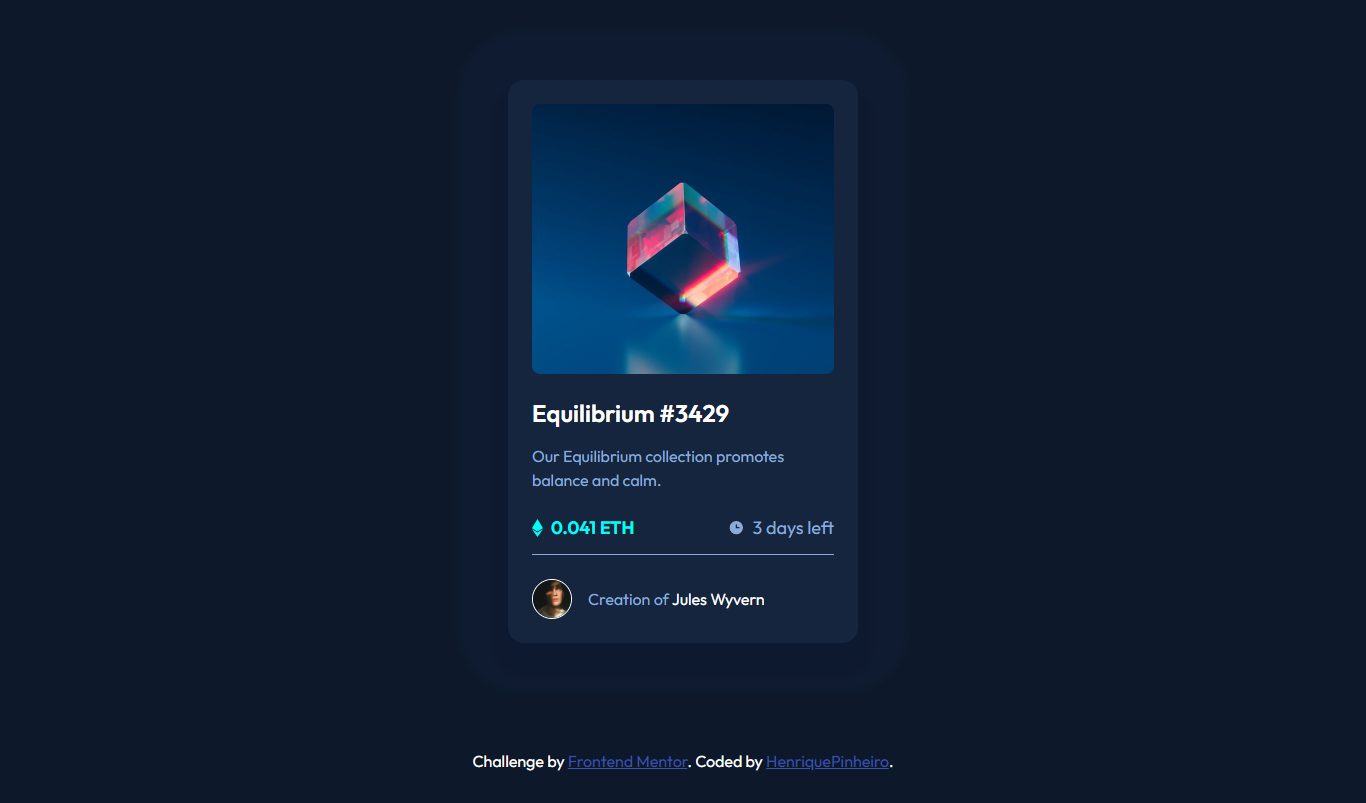 Equilibrium #3429
Our Equilibrium collection promotes
balance and calm.
0.041 ETH
3 days left
Creation of Jules Wyvern
Challenge by Frontend Mentor. Coded by HenriquePinheiro.